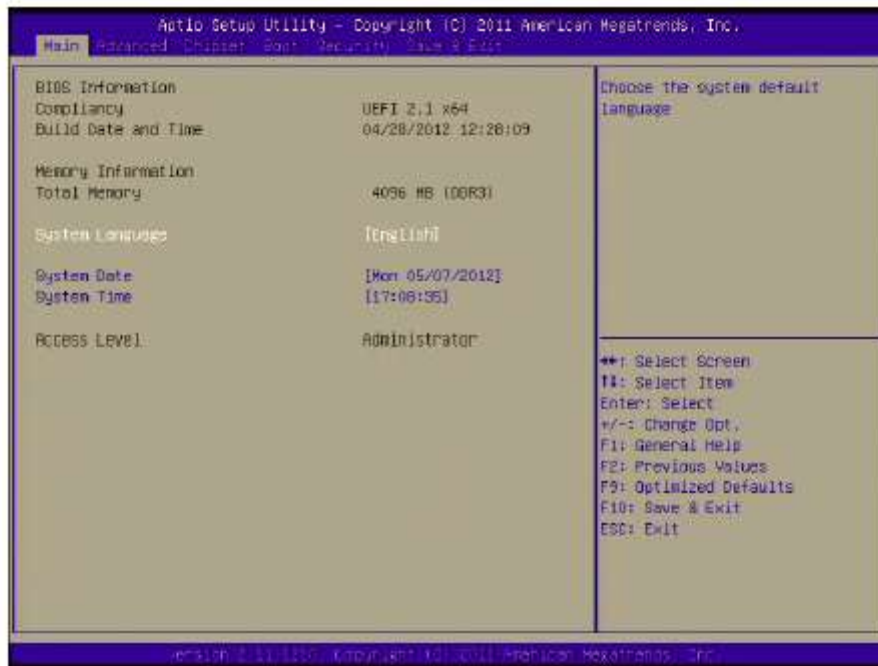 Aptio Setup Utility - Copyright (C) 2011 American Megatrends, Inc.
Main Advanced Chipset Boot Security Save & Exit
BIOS Information
Compliancy UEFI 2.1 x64
Build Date and Time 04/28/2012 12:28:09
Memory Information
Total Memory 4096 MB (DDR3)
System Language [English]
System Date [Mon 05/07/2012]
System Time [17:08:35]
Access Level Administrator
Choose the system default
language
→←: Select Screen
↑↓: Select Item
Enter: Select
+/-: Change Opt.
F1: General Help
F2: Previous Values
F9: Optimized Defaults
F10: Save & Exit
ESC: Exit
Version Copyright (C) 2011 American Megatrends, Inc.